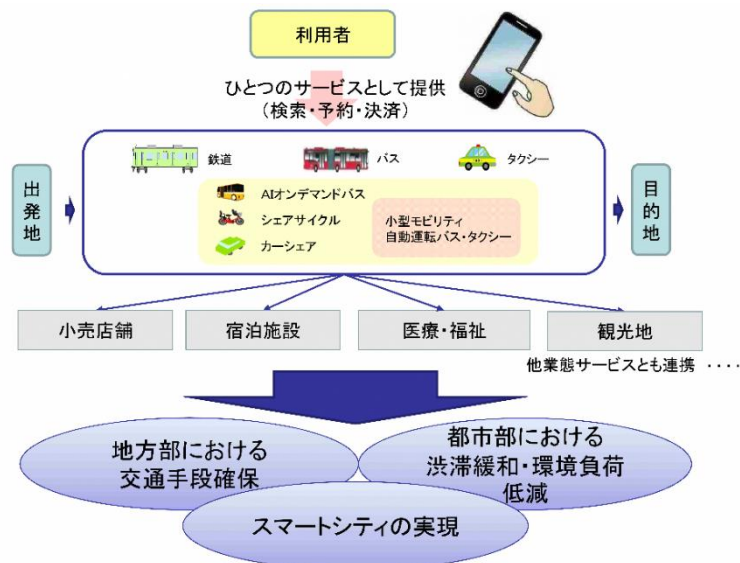 利用者
ひとつのサービスとして提供
（検索・予約・決済）
出発地
鉄道
バス
タクシー
AIオンデマンドバス
シェアサイクル
カーシェア
小型モビリティ
自動運転バス・タクシー
目的地
小売店舗
宿泊施設
医療・福祉
観光地
他業態サービスとも連携 ・・・・
地方部における
交通手段確保
都市部における
渋滞緩和・環境負荷
低減
スマートシティの実現